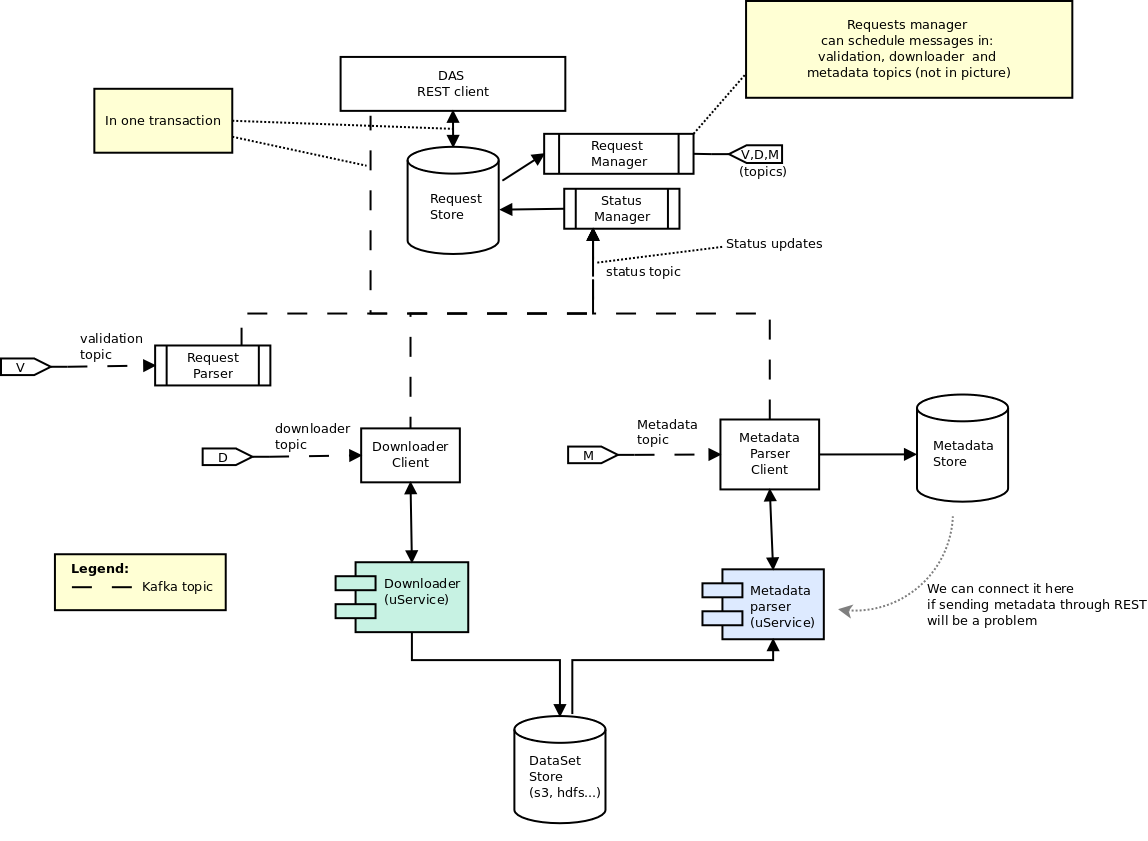 Requests manager
can schedule messages in:
validation, downloader  and
metadata topics (not in picture)
DAS
REST client
In one transaction
Request
Manager
V,D,M
(topics)
Request
Store
Status
Manager
Status updates
status topic
validation
topic
V
Request
Parser
downloader
topic
D
Downloader
Client
Metadata
topic
M
Metadata
Parser
Client
Metadata
Store
Legend:
Kafka topic
Downloader
(uService)
Metadata
parser
(uService)
We can connect it here
if sending metadata through REST
will be a problem
DataSet
Store
(s3, hdfs...)